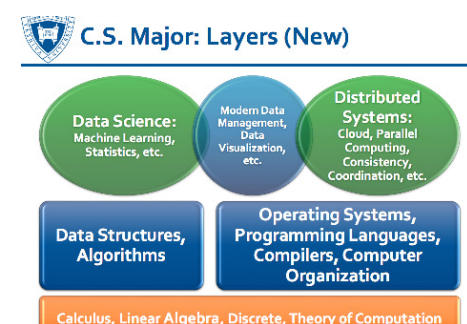 C.S. Major: Layers (New)
Data Science:
Machine Learning,
Statistics, etc.
Modern Data
Management,
Data
Visualization,
etc.
Distributed
Systems:
Cloud, Parallel
Computing,
Consistency,
Coordination, etc.
Data Structures,
Algorithms
Operating Systems,
Programming Languages,
Compilers, Computer
Organization
Calculus, Linear Algebra, Discrete, Theory of Computation